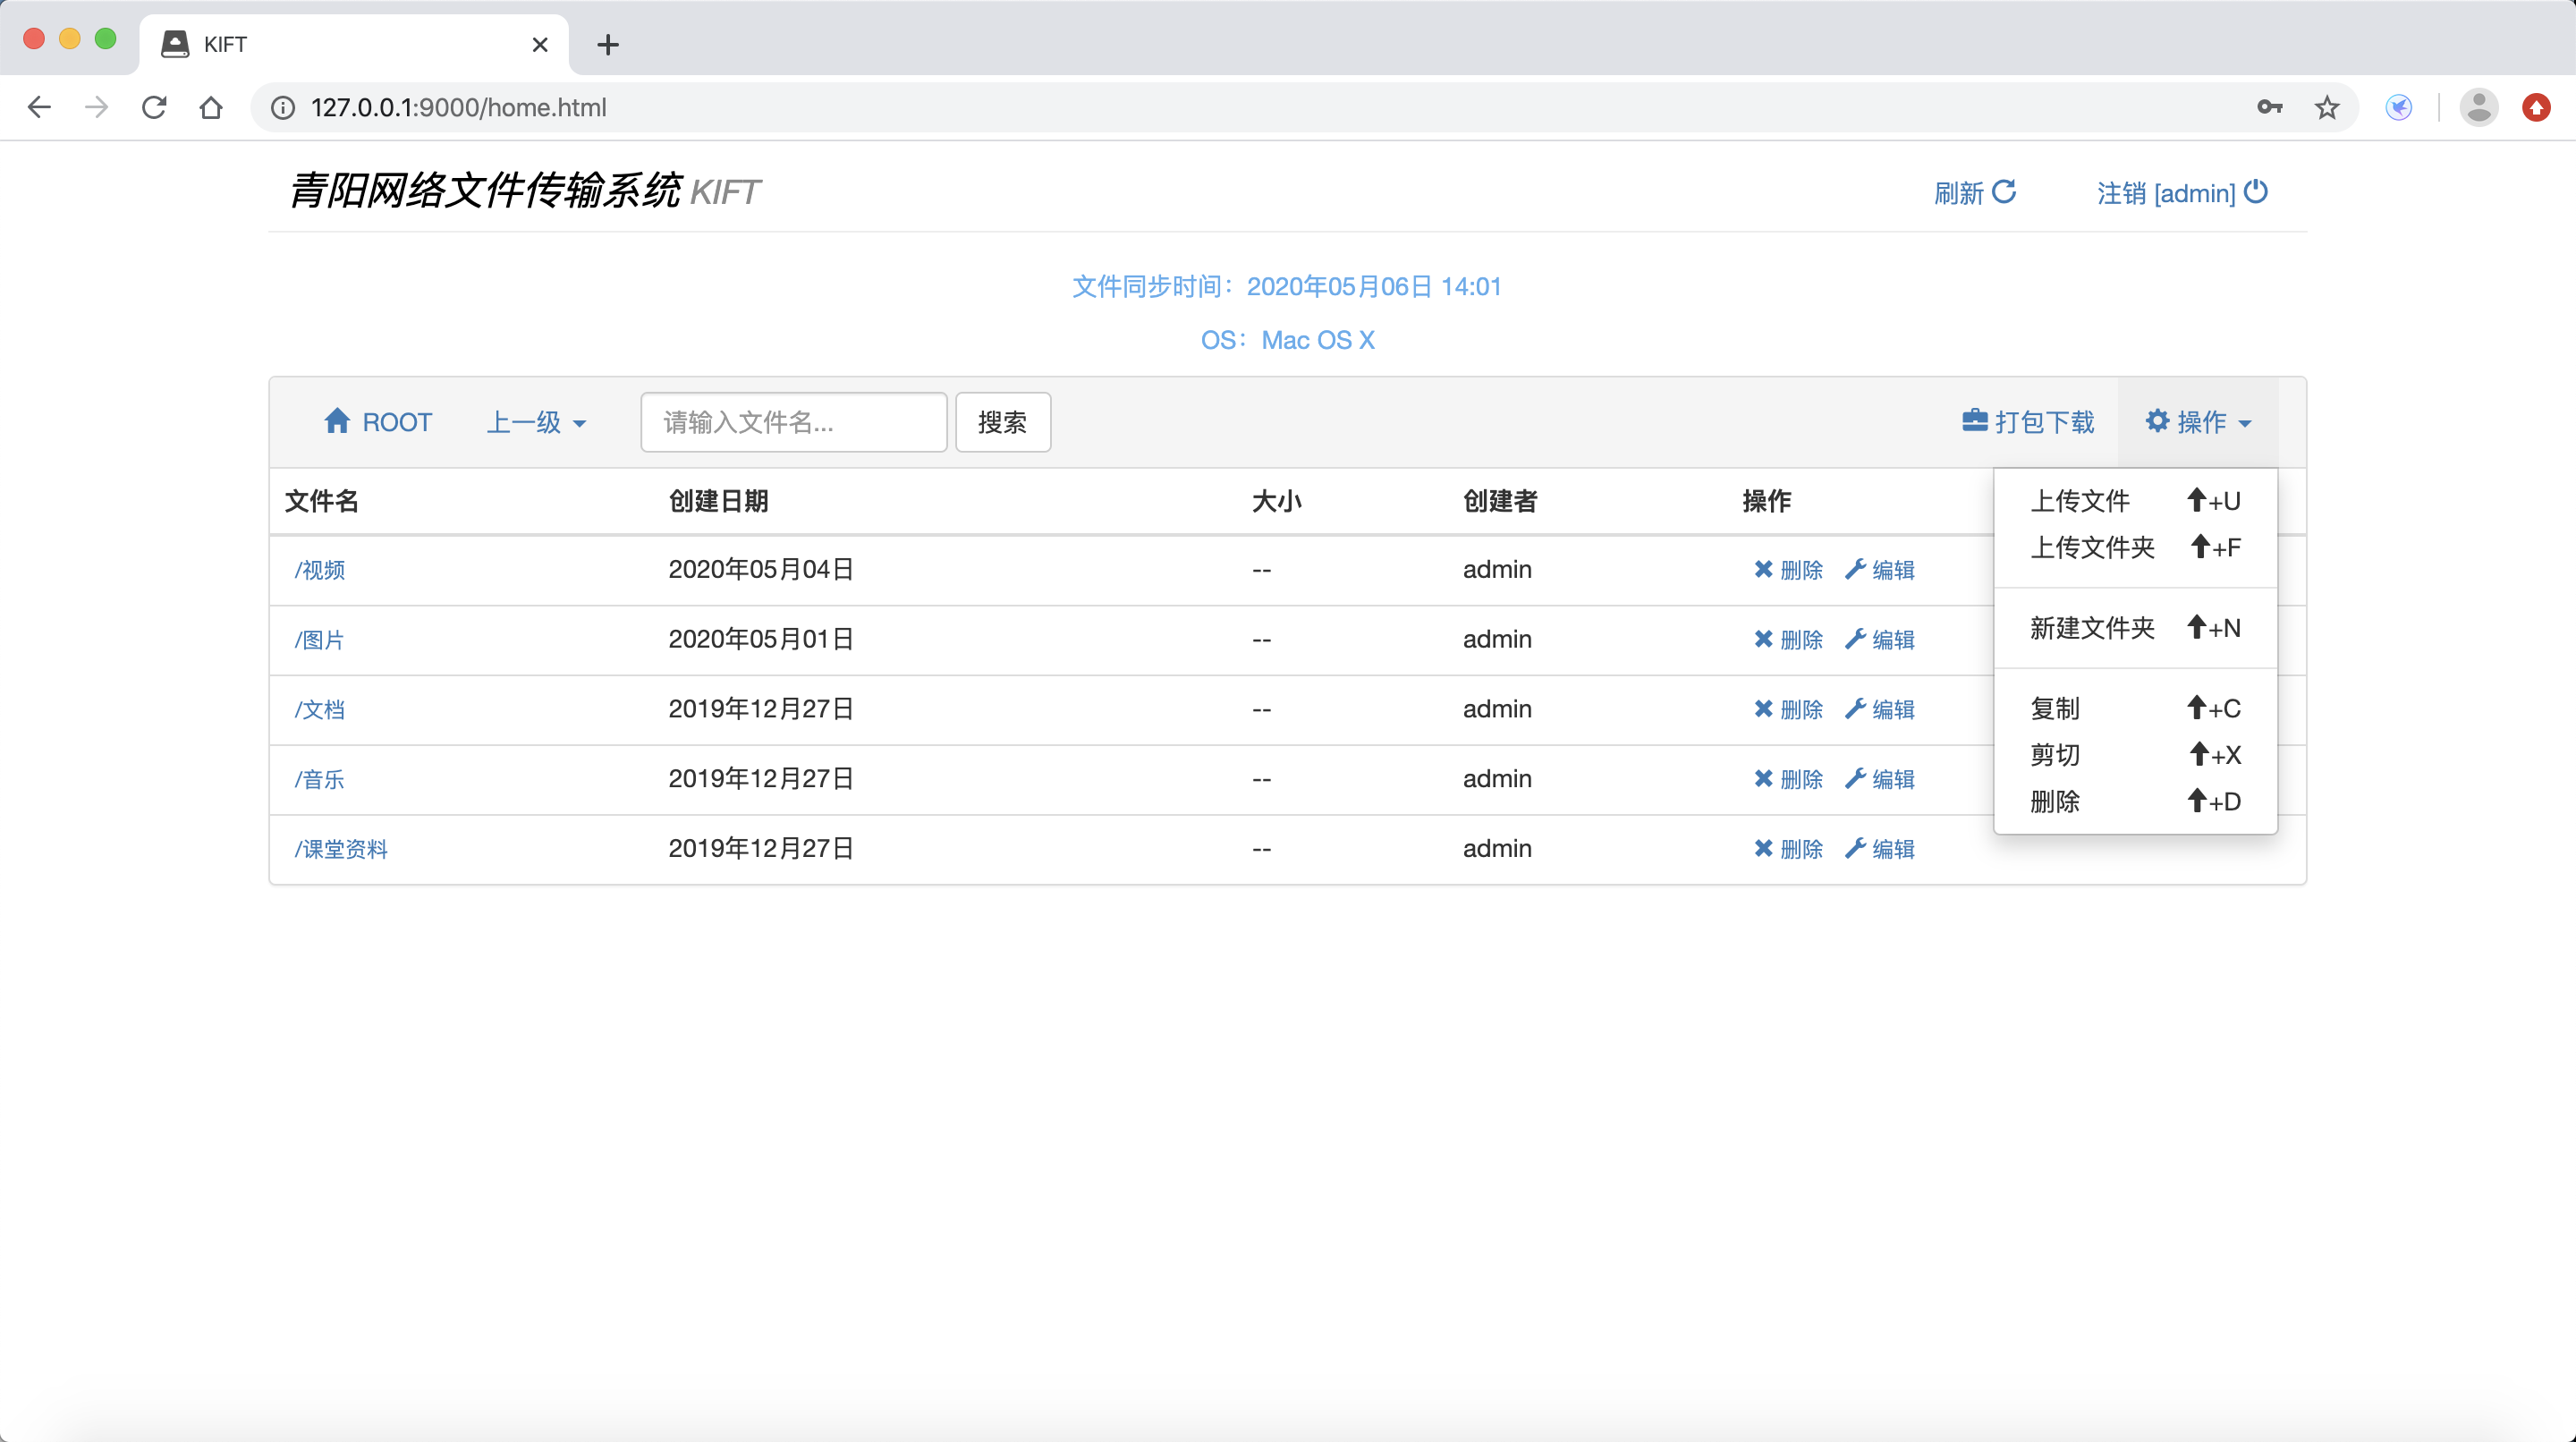 KIFT
127.0.0.1:9000/home.html
青阳网络文件传输系统 KIFT
刷新
注销 [admin]
文件同步时间：2020年05月06日 14:01
OS：Mac OS X
ROOT 上一级 请输入文件名... 搜索 打包下载 操作
文件名 创建日期 大小 创建者 操作
/视频 2020年05月04日 -- admin 删除 编辑
/图片 2020年05月01日 -- admin 删除 编辑
/文档 2019年12月27日 -- admin 删除 编辑
/音乐 2019年12月27日 -- admin 删除 编辑
/课堂资料 2019年12月27日 -- admin 删除 编辑
上传文件 +U
上传文件夹 +F
新建文件夹 +N
复制 +C
剪切 +X
删除 +D